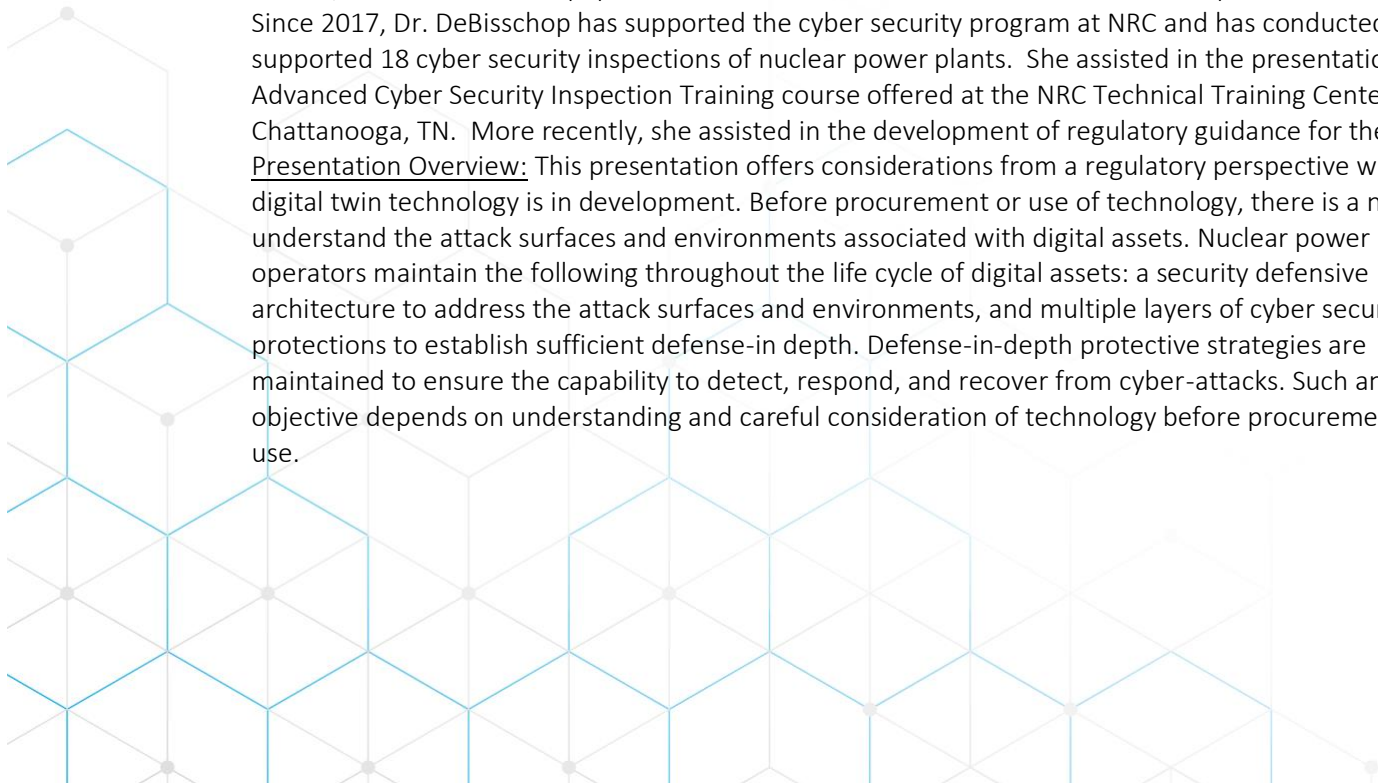 Since 2017, Dr. DeBisschop has supported the cyber security program at NRC and has conducted
supported 18 cyber security inspections of nuclear power plants.  She assisted in the
Advanced Cyber Security Inspection Training course offered at the NRC Technical Training
Chattanooga, TN.  More recently, she assisted in the development of regulatory guidance for
Presentation Overview: This presentation offers considerations from a regulatory perspective
digital twin technology is in development. Before procurement or use of technology, there is a
understand the attack surfaces and environments associated with digital assets. Nuclear power
operators maintain the following throughout the life cycle of digital assets: a security defensive
architecture to address the attack surfaces and environments, and multiple layers of cyber
protections to establish sufficient defense-in depth. Defense-in-depth protective strategies are
maintained to ensure the capability to detect, respond, and recover from cyber-attacks. Such
objective depends on understanding and careful consideration of technology before
use.